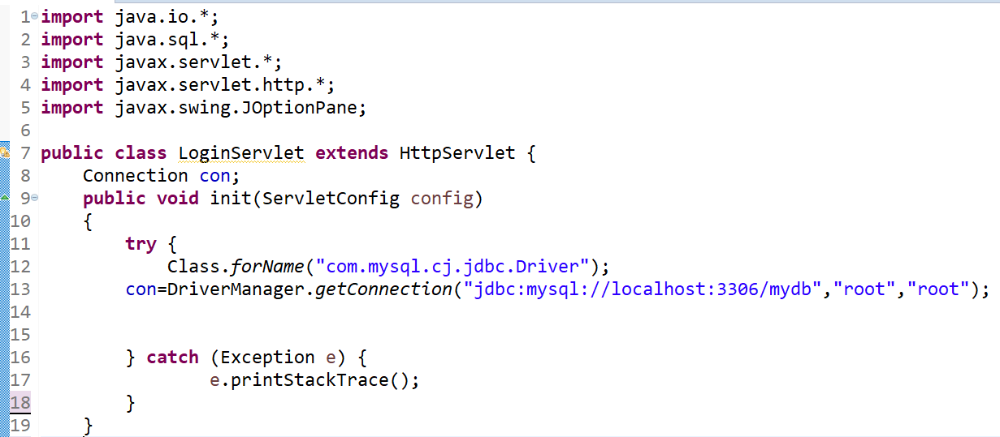 1 import java.io.*;
2 import java.sql.*;
3 import javax.servlet.*;
4 import javax.servlet.http.*;
5 import javax.swing.JOptionPane;
6
7 public class LoginServlet extends HttpServlet {
8     Connection con;
9     public void init(ServletConfig config)
10     {
11         try {
12             Class.forName("com.mysql.cj.jdbc.Driver");
13         con=DriverManager.getConnection("jdbc:mysql://localhost:3306/mydb","root","root");
14
15
16         } catch (Exception e) {
17                 e.printStackTrace();
18         }
19     }